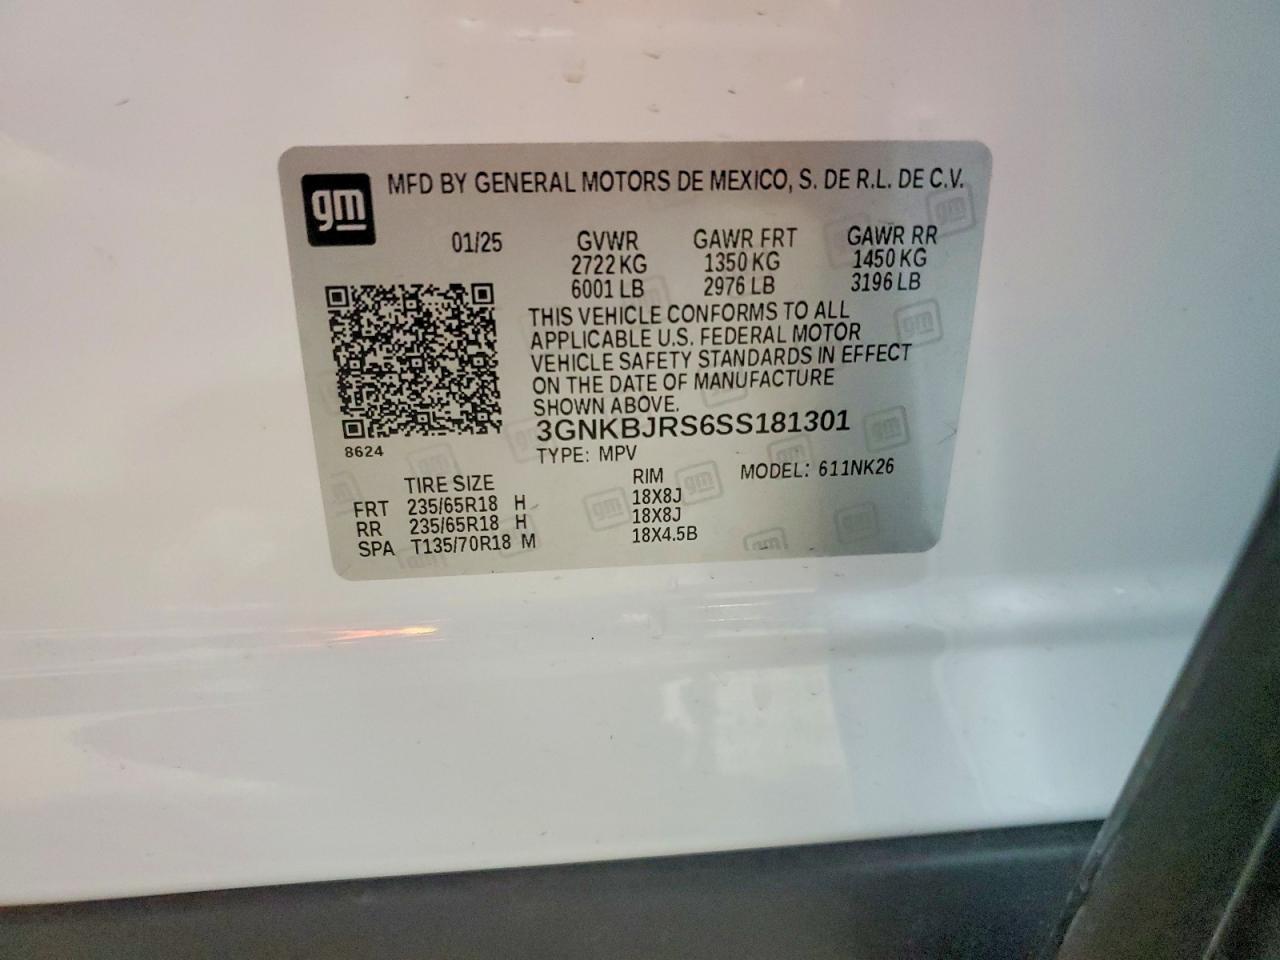 gm
MFD BY GENERAL MOTORS DE MEXICO, S. DE R.L. DE C.V.
01/25 GVWR GAWR FRT GAWR RR
2722 KG 1350 KG 1450 KG
6001 LB 2976 LB 3196 LB
THIS VEHICLE CONFORMS TO ALL
APPLICABLE U.S. FEDERAL MOTOR
VEHICLE SAFETY STANDARDS IN EFFECT
ON THE DATE OF MANUFACTURE
SHOWN ABOVE.
3GNKBJRS6SS181301
8624
TYPE: MPV MODEL: 611NK26
TIRE SIZE RIM
FRT 235/65R18 H 18X8J
RR 235/65R18 H 18X8J
SPA T135/70R18 M 18X4.5B